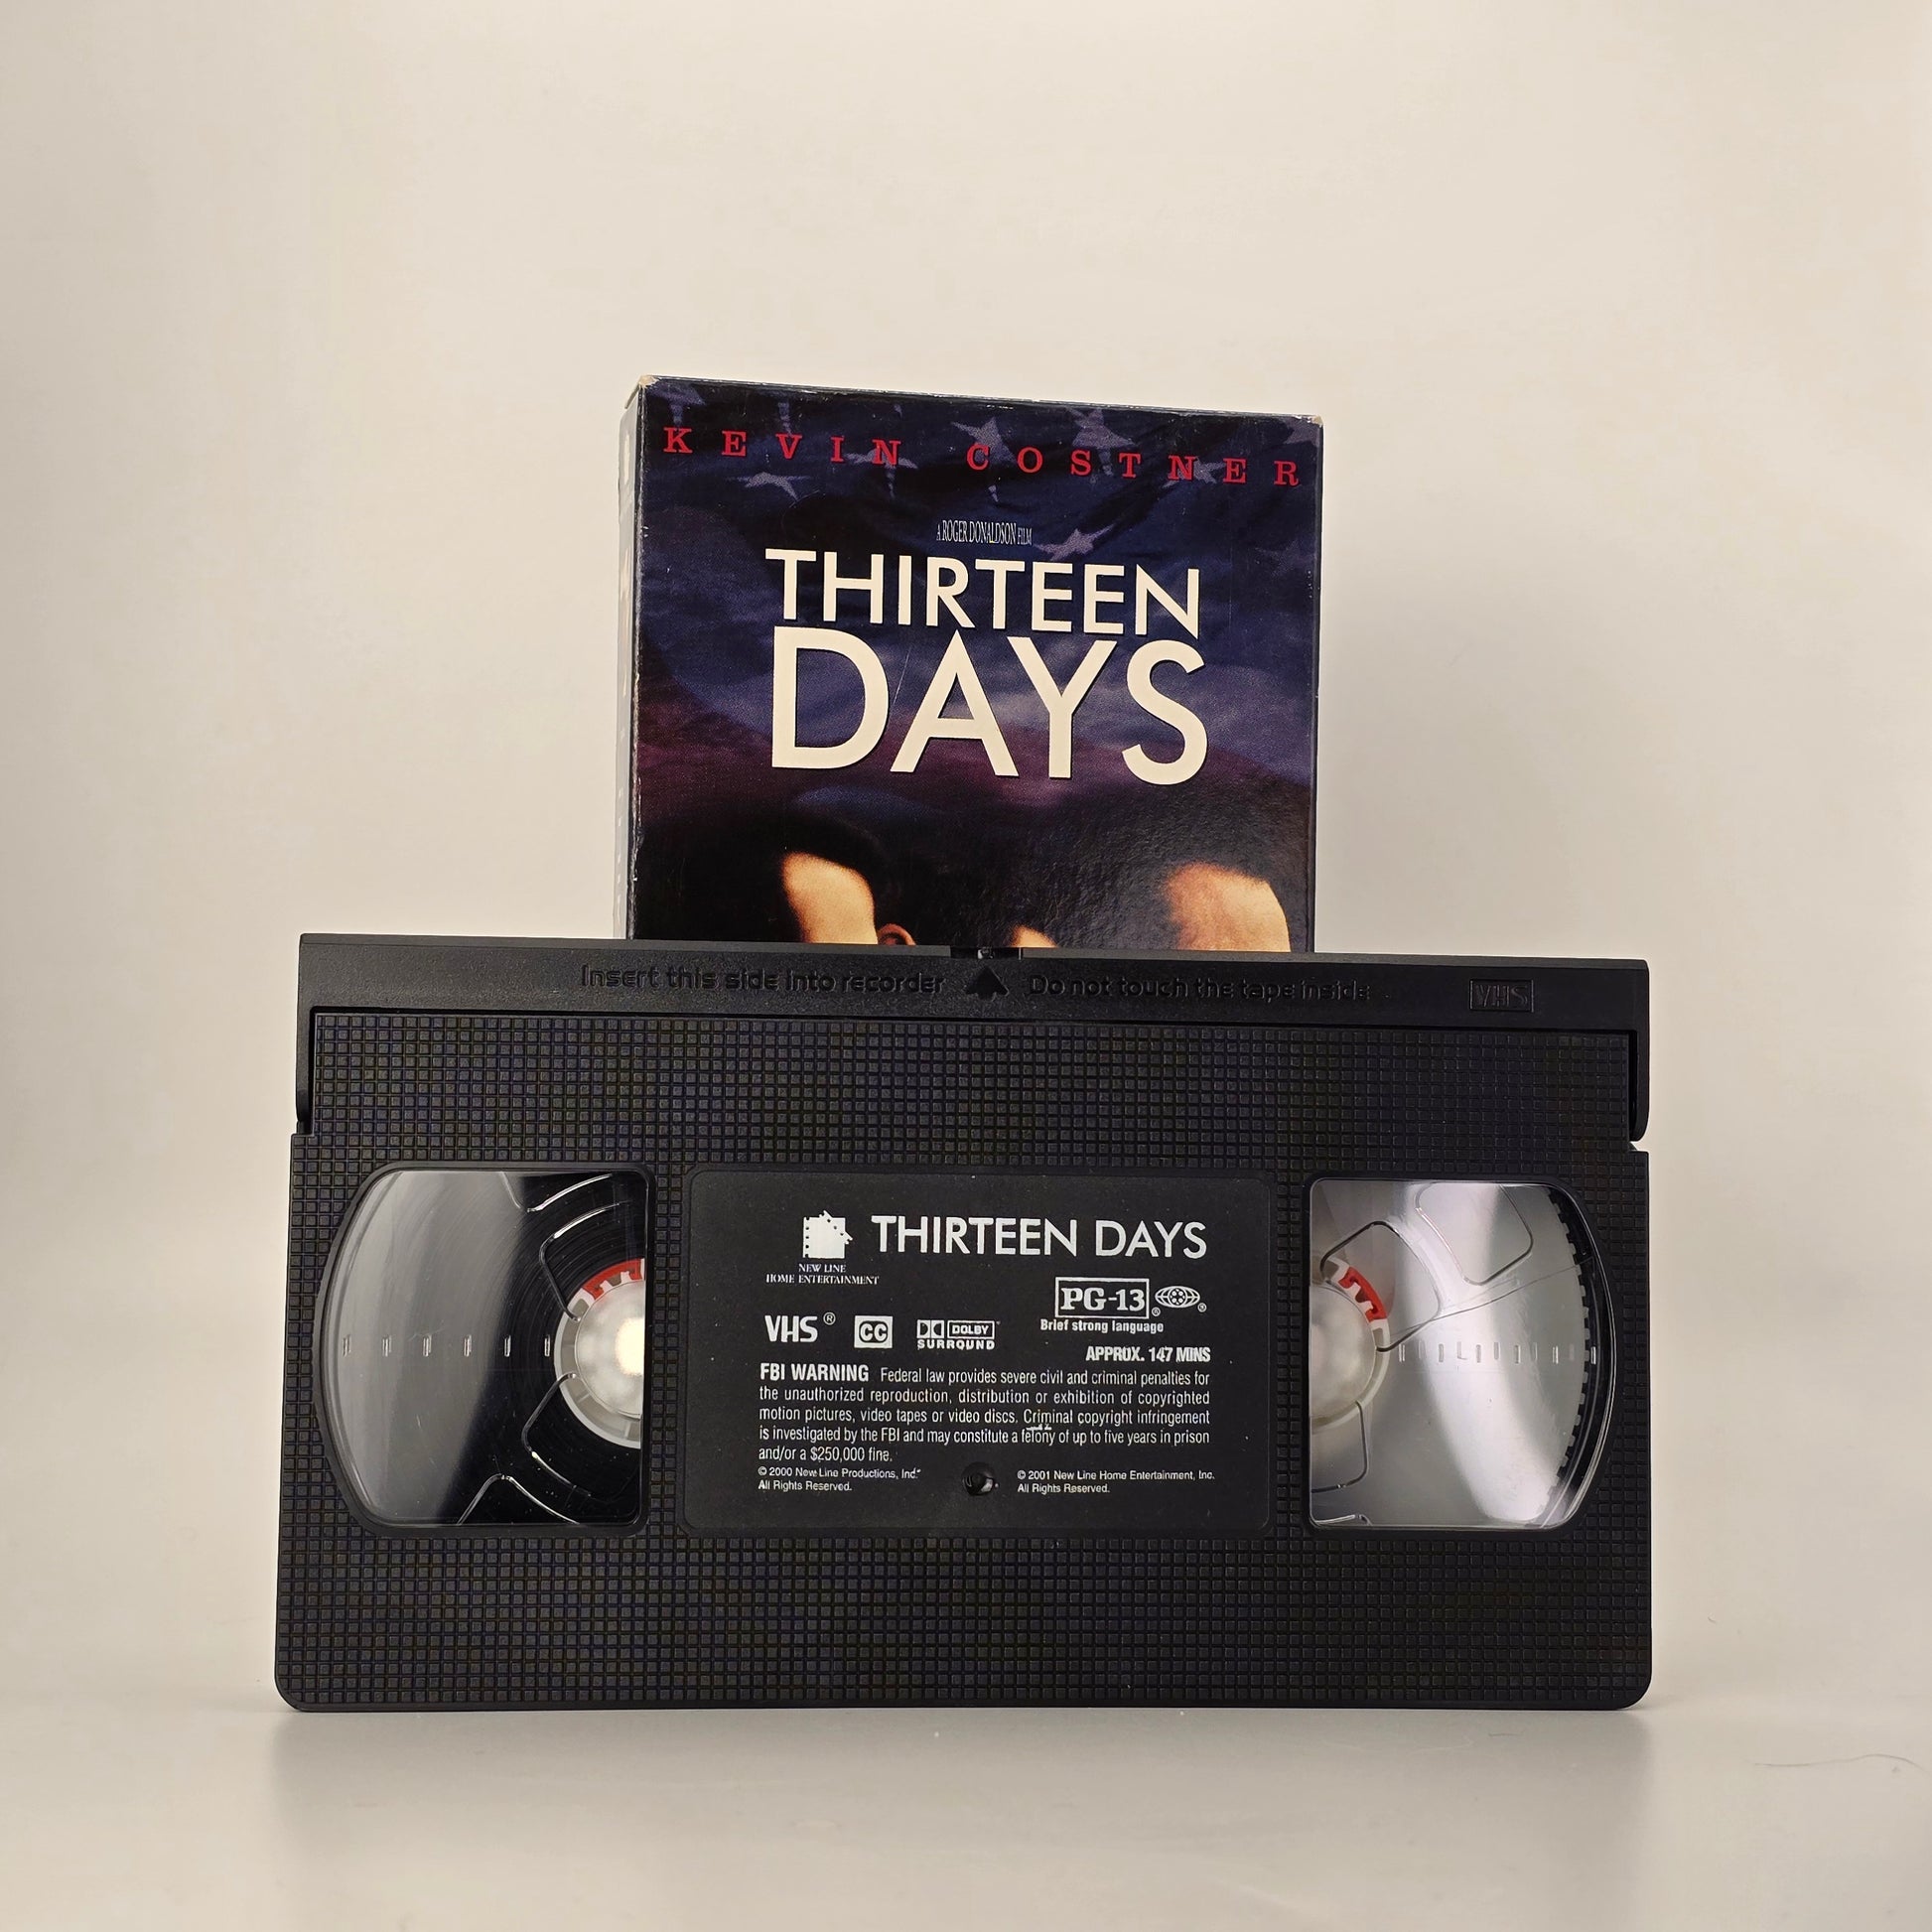 KEVIN COSTNER
A ROGER DONALDSON FILM
THIRTEEN
DAYS
Insert this side into recorder Do not touch the tape inside VHS
THIRTEEN DAYS
NEW LINE
HOME ENTERTAINMENT
PG-13 ®
®
Brief strong language
VHS ® CC DOLBY
SURROUND
APPROX. 147 MINS
FBI WARNING Federal law provides severe civil and criminal penalties for
the unauthorized reproduction, distribution or exhibition of copyrighted
motion pictures, video tapes or video discs. Criminal copyright infringement
is investigated by the FBI and may constitute a felony of up to five years in prison
and/or a $250,000 fine.
© 2000 New Line Productions, Inc.
All Rights Reserved.
© 2001 New Line Home Entertainment, Inc.
All Rights Reserved.